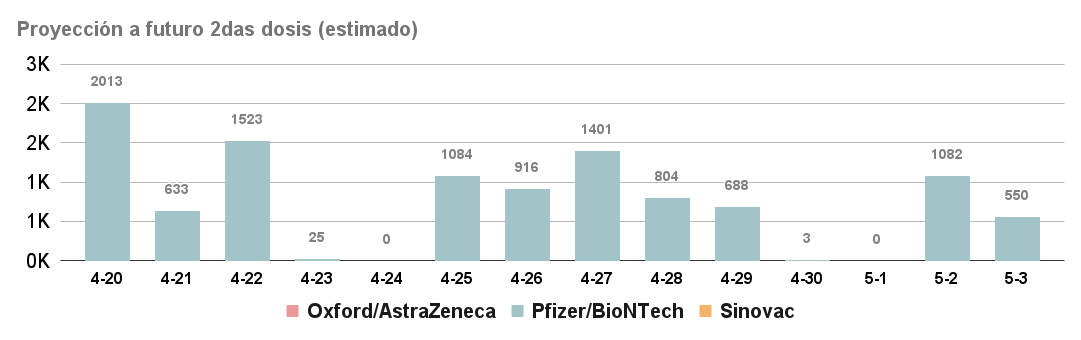 Proyección a futuro 2das dosis (estimado)
3K
2K
2K
1K
1K
0K
2013
633
1523
25
0
1084
916
1401
804
688
3
0
1082
550
4-20 4-21 4-22 4-23 4-24 4-25 4-26 4-27 4-28 4-29 4-30 5-1 5-2 5-3
Oxford/AstraZeneca Pfizer/BioNTech Sinovac